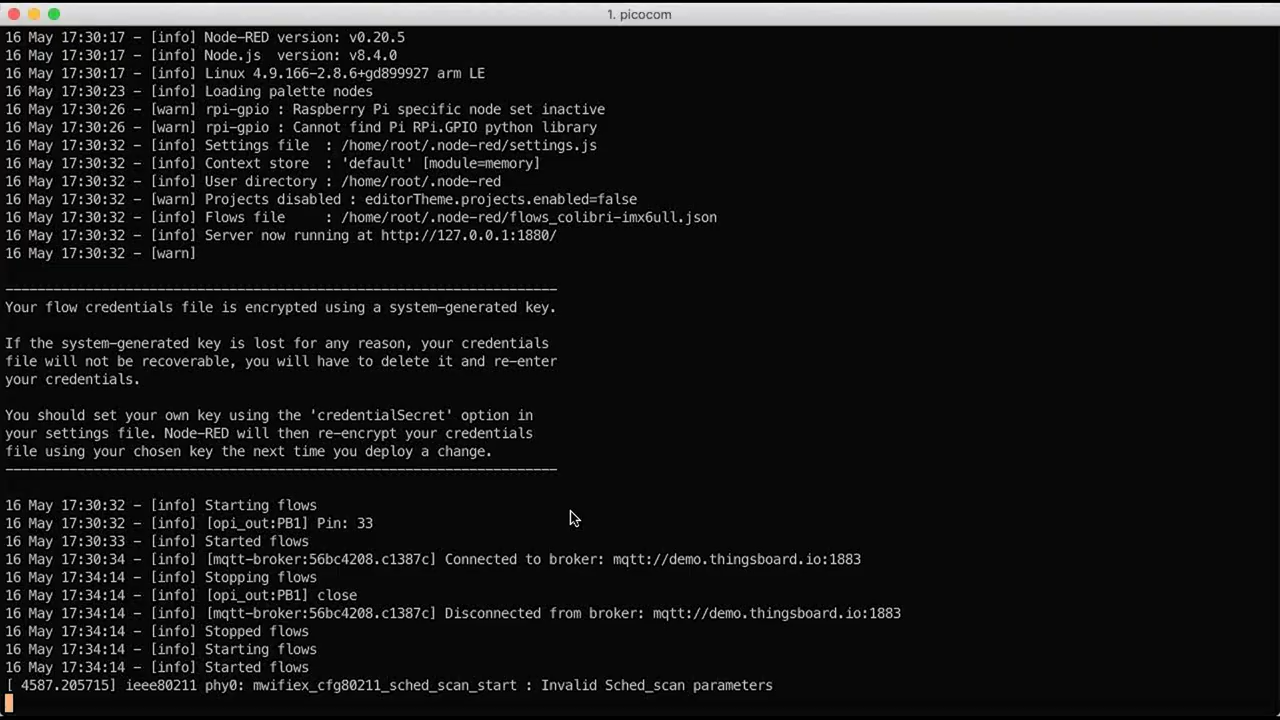 1. picocom
16 May 17:30:17 - [info] Node-RED version: v0.20.5
16 May 17:30:17 - [info] Node.js  version: v8.4.0
16 May 17:30:17 - [info] Linux 4.9.166-2.8.6+gd899927 arm LE
16 May 17:30:23 - [info] Loading palette nodes
16 May 17:30:26 - [warn] rpi-gpio : Raspberry Pi specific node set inactive
16 May 17:30:26 - [warn] rpi-gpio : Cannot find Pi RPi.GPIO python library
16 May 17:30:32 - [info] Settings file  : /home/root/.node-red/settings.js
16 May 17:30:32 - [info] Context store  : 'default' [module=memory]
16 May 17:30:32 - [info] User directory : /home/root/.node-red
16 May 17:30:32 - [warn] Projects disabled : editorTheme.projects.enabled=false
16 May 17:30:32 - [info] Flows file     : /home/root/.node-red/flows_colibri-imx6ull.json
16 May 17:30:32 - [info] Server now running at http://127.0.0.1:1880/
16 May 17:30:32 - [warn]
---------------------------------------------------------------------
Your flow credentials file is encrypted using a system-generated key.
If the system-generated key is lost for any reason, your credentials
file will not be recoverable, you will have to delete it and re-enter
your credentials.
You should set your own key using the 'credentialSecret' option in
your settings file. Node-RED will then re-encrypt your credentials
file using your chosen key the next time you deploy a change.
---------------------------------------------------------------------
16 May 17:30:32 - [info] Starting flows
16 May 17:30:32 - [info] [opi_out:PB1] Pin: 33
16 May 17:30:33 - [info] Started flows
16 May 17:30:34 - [info] [mqtt-broker:56bc4208.c1387c] Connected to broker: mqtt://demo.thingsboard.io:1883
16 May 17:34:14 - [info] Stopping flows
16 May 17:34:14 - [info] [opi_out:PB1] close
16 May 17:34:14 - [info] [mqtt-broker:56bc4208.c1387c] Disconnected from broker: mqtt://demo.thingsboard.io:1883
16 May 17:34:14 - [info] Stopped flows
16 May 17:34:14 - [info] Starting flows
16 May 17:34:14 - [info] Started flows
[ 4587.205715] ieee80211 phy0: mwifiex_cfg80211_sched_scan_start : Invalid Sched_scan parameters